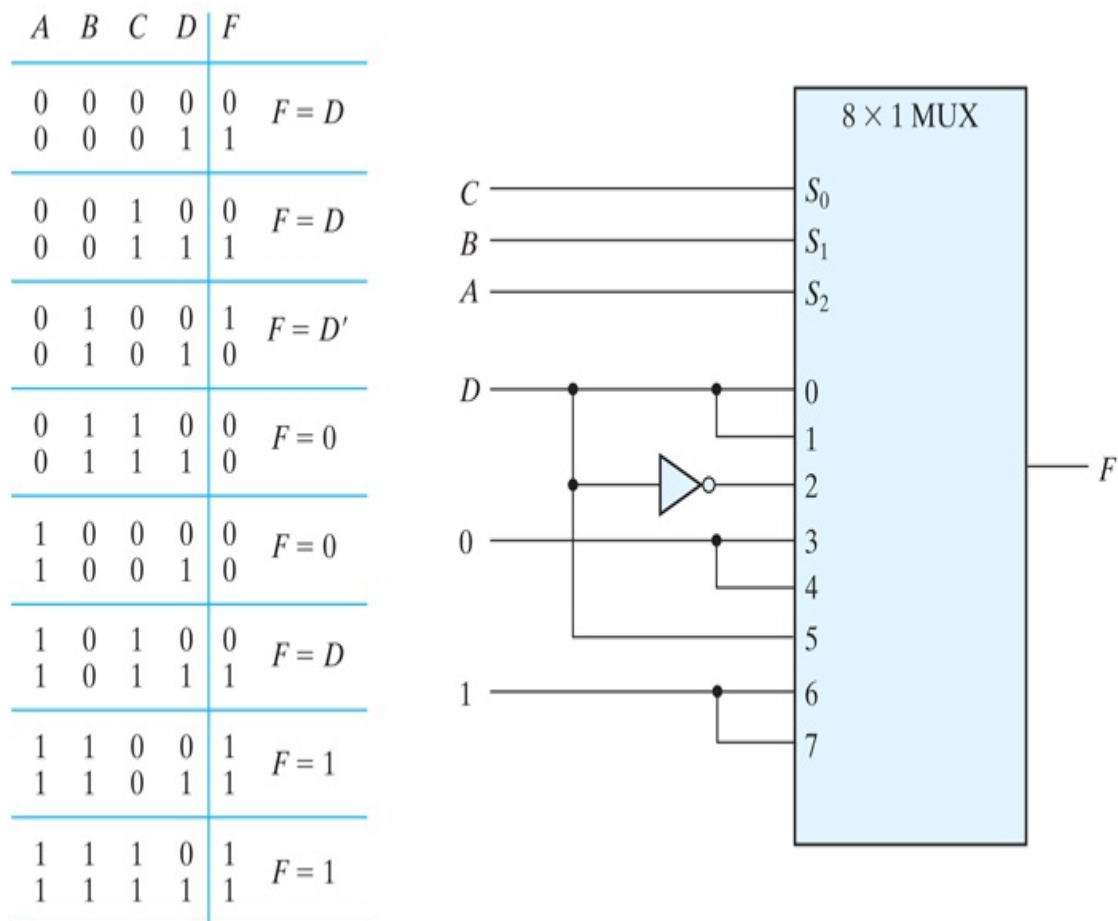 A B C D F
0 0 0 0 0
F = D
0 0 0 1 1
0 0 1 0 0
F = D
0 0 1 1 1
0 1 0 0 1
F = D′
0 1 0 1 0
0 1 1 0 0
F = 0
0 1 1 1 0
1 0 0 0 0
F = 0
1 0 0 1 0
1 0 1 0 0
F = D
1 0 1 1 1
1 1 0 0 1
F = 1
1 1 0 1 1
1 1 1 0 1
F = 1
1 1 1 1 1
8 × 1 MUX
C S0
B S1
A S2
D 0
1
2
F
0 3
4
5
1 6
7